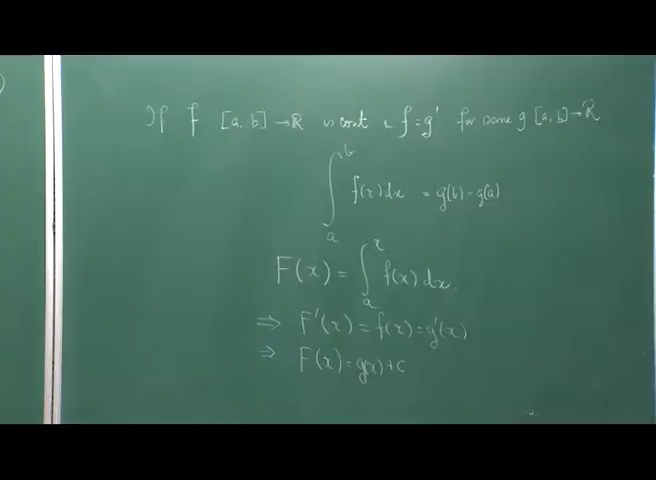 If f [a, b] → ℝ is cont & f = g' for some g [a, b] → ℝ
∫_a^b f(x) dx = g(b) - g(a)
F(x) = ∫_a^x f(x) dx.
⇒ F'(x) = f(x) = g'(x)
⇒ F(x) = g(x) + c